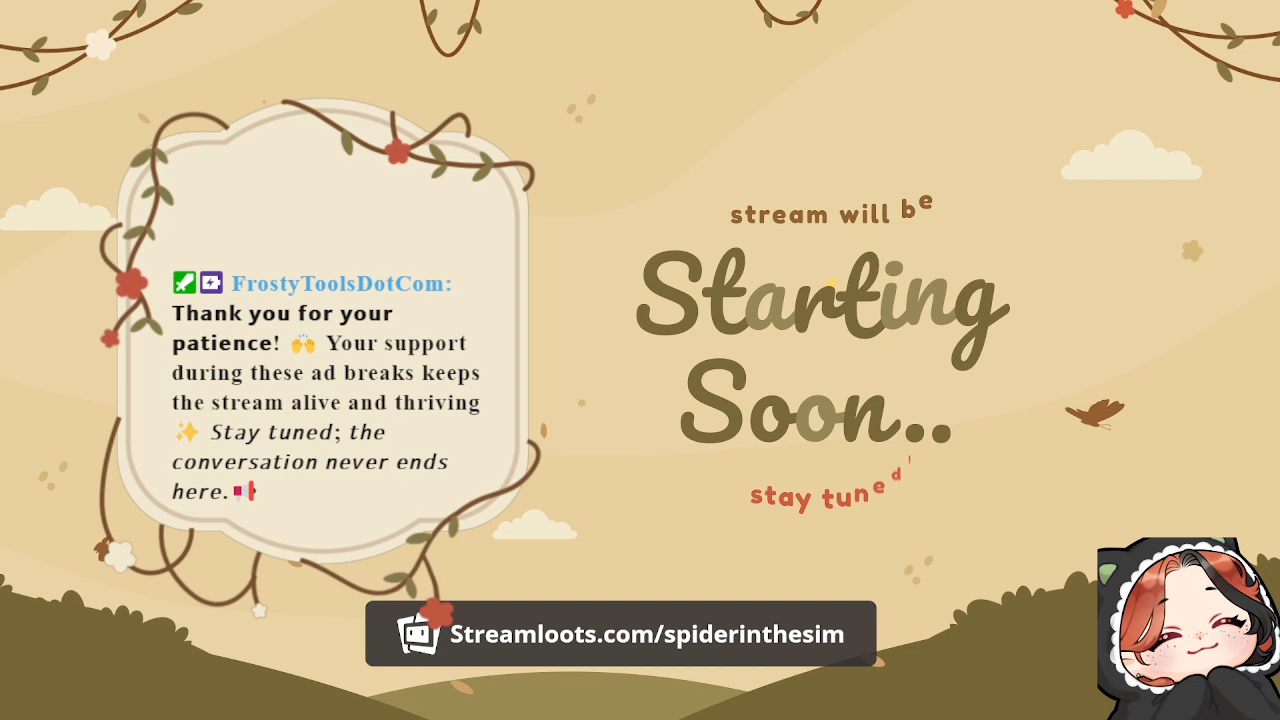 FrostyToolsDotCom:
Thank you for your
patience! 🙌 Your support
during these ad breaks keeps
the stream alive and thriving
✨ Stay tuned; the
conversation never ends
here.📢
stream will be
Starting
Soon..
stay tuned
Streamloots.com/spiderinthesim